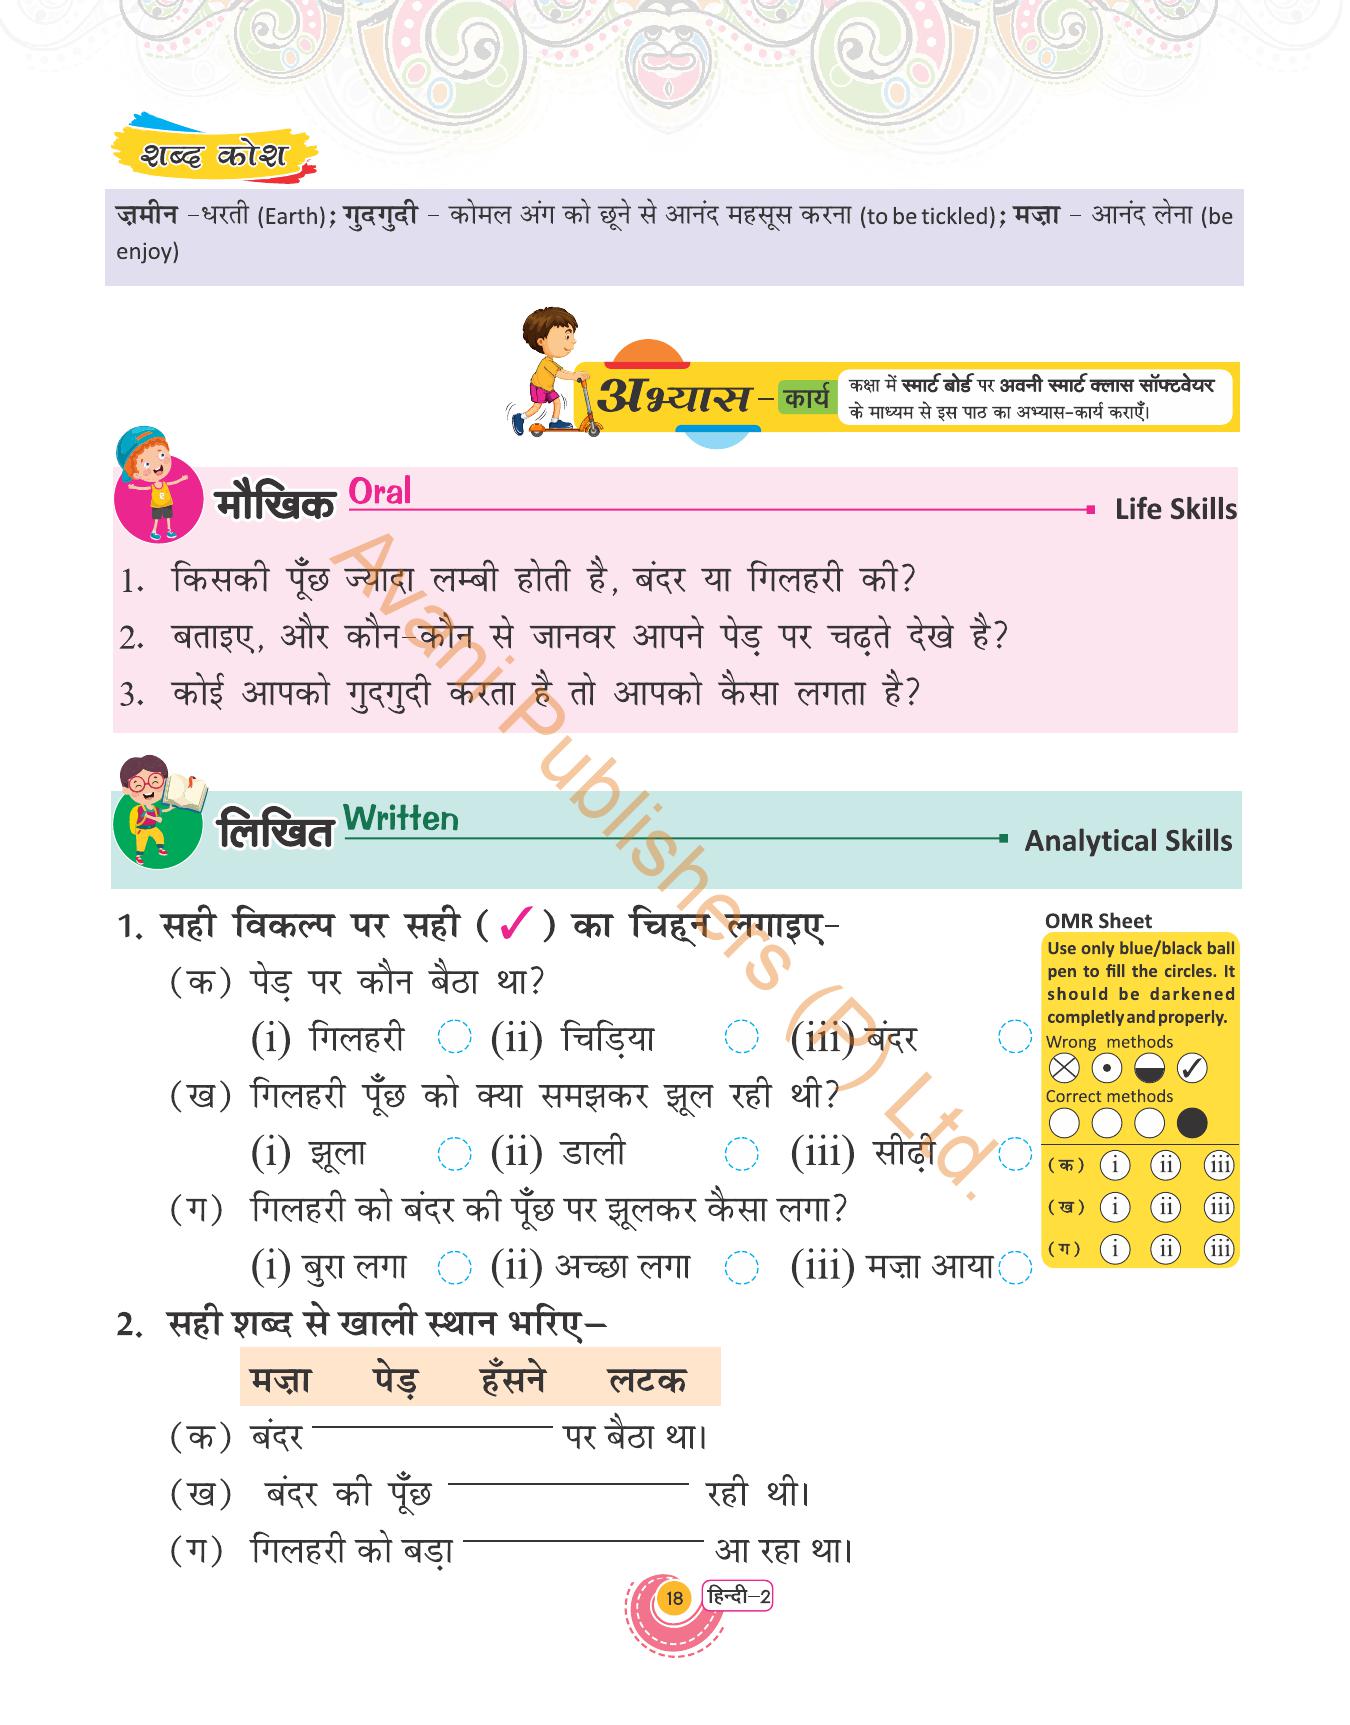 शब्द कोश
ज़मीन –धरती (Earth); गुदगुदी – कोमल अंग को छूने से आनंद महसूस करना (to be tickled); मज़ा – आनंद लेना (be
enjoy)
अभ्यास – कार्य
कक्षा में स्मार्ट बोर्ड पर अवनी स्मार्ट क्लास सॉफ्टवेयर
के माध्यम से इस पाठ का अभ्यास-कार्य कराएँ।
मौखिक Oral Life Skills
1. किसकी पूँछ ज्यादा लम्बी होती है, बंदर या गिलहरी की?
2. बताइए, और कौन-कौन से जानवर आपने पेड़ पर चढ़ते देखे है?
3. कोई आपको गुदगुदी करता है तो आपको कैसा लगता है?
लिखित Written Analytical Skills
1. सही विकल्प पर सही (✓) का चिह्न लगाइए–
(क) पेड़ पर कौन बैठा था?
(i) गिलहरी (ii) चिड़िया (iii) बंदर
(ख) गिलहरी पूँछ को क्या समझकर झूल रही थी?
(i) झूला (ii) डाली (iii) सीढ़ी
(ग) गिलहरी को बंदर की पूँछ पर झूलकर कैसा लगा?
(i) बुरा लगा (ii) अच्छा लगा (iii) मज़ा आया
OMR Sheet
Use only blue/black ball
pen to fill the circles. It
should be darkened
completly and properly.
Wrong methods
Correct methods
(क) i ii iii
(ख) i ii iii
(ग) i ii iii
2. सही शब्द से खाली स्थान भरिए–
मज़ा पेड़ हँसने लटक
(क) बंदर ____________ पर बैठा था।
(ख) बंदर की पूँछ ____________ रही थी।
(ग) गिलहरी को बड़ा ____________ आ रहा था।
18 हिन्दी–2
Avani Publishers (P) Ltd.